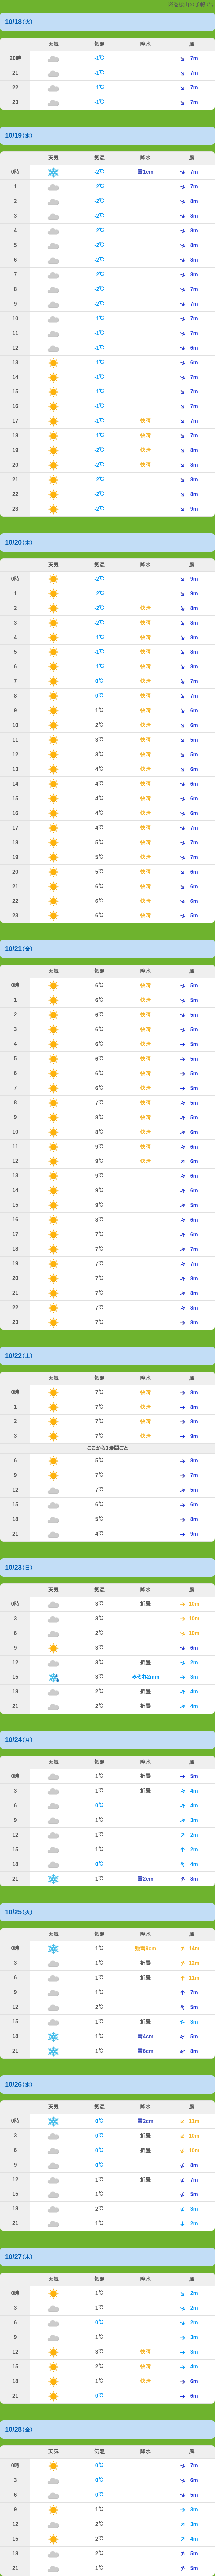 10/18(火)
天気 気温 降水 風
20時 -1℃ 7m
21 -1℃ 7m
22 -1℃ 7m
23 -1℃ 7m
10/19(水)
天気 気温 降水 風
0時 -2℃ 雪1cm 7m
1 -2℃ 7m
2 -2℃ 8m
3 -2℃ 8m
4 -2℃ 8m
5 -2℃ 8m
6 -2℃ 8m
7 -2℃ 8m
8 -2℃ 7m
9 -2℃ 7m
10 -1℃ 7m
11 -1℃ 7m
12 -1℃ 6m
13 -1℃ 6m
14 -1℃ 7m
15 -1℃ 7m
16 -1℃ 7m
17 -1℃ 快晴 7m
18 -1℃ 快晴 7m
19 -2℃ 快晴 8m
20 -2℃ 快晴 8m
21 -2℃ 8m
22 -2℃ 8m
23 -2℃ 9m
10/20(木)
天気 気温 降水 風
0時 -2℃ 9m
1 -2℃ 9m
2 -2℃ 快晴 8m
3 -2℃ 快晴 8m
4 -1℃ 快晴 8m
5 -1℃ 快晴 8m
6 -1℃ 快晴 8m
7 0℃ 快晴 7m
8 0℃ 快晴 7m
9 1℃ 快晴 6m
10 2℃ 快晴 6m
11 3℃ 快晴 5m
12 3℃ 快晴 5m
13 4℃ 快晴 6m
14 4℃ 快晴 6m
15 4℃ 快晴 6m
16 4℃ 快晴 6m
17 4℃ 快晴 7m
18 5℃ 快晴 7m
19 5℃ 快晴 7m
20 5℃ 快晴 6m
21 6℃ 快晴 6m
22 6℃ 快晴 6m
23 6℃ 快晴 5m
10/21(金)
天気 気温 降水 風
0時 6℃ 快晴 5m
1 6℃ 快晴 5m
2 6℃ 快晴 5m
3 6℃ 快晴 5m
4 6℃ 快晴 5m
5 6℃ 快晴 5m
6 6℃ 快晴 5m
7 6℃ 快晴 5m
8 7℃ 快晴 5m
9 8℃ 快晴 5m
10 8℃ 快晴 6m
11 9℃ 快晴 6m
12 9℃ 快晴 6m
13 9℃ 6m
14 9℃ 6m
15 9℃ 5m
16 8℃ 6m
17 7℃ 6m
18 7℃ 7m
19 7℃ 7m
20 7℃ 8m
21 7℃ 8m
22 7℃ 8m
23 7℃ 8m
10/22(土)
天気 気温 降水 風
0時 7℃ 快晴 8m
1 7℃ 快晴 8m
2 7℃ 快晴 8m
3 7℃ 快晴 9m
ここから3時間ごと
6 5℃ 8m
9 7℃ 7m
12 7℃ 5m
15 6℃ 6m
18 5℃ 8m
21 4℃ 9m
10/23(日)
天気 気温 降水 風
0時 3℃ 折曇 10m
3 3℃ 10m
6 2℃ 10m
9 3℃ 6m
12 3℃ 折曇 2m
15 3℃ みぞれ2mm 3m
18 2℃ 折曇 4m
21 2℃ 折曇 4m
10/24(月)
天気 気温 降水 風
0時 1℃ 折曇 5m
3 1℃ 折曇 4m
6 0℃ 4m
9 1℃ 3m
12 1℃ 2m
15 1℃ 2m
18 0℃ 4m
21 1℃ 雪2cm 8m
10/25(火)
天気 気温 降水 風
0時 1℃ 14m
3 1℃ 折曇 12m
6 1℃ 折曇 11m
9 1℃ 7m
12 2℃ 5m
15 1℃ 折曇 3m
18 1℃ 雪4cm 5m
21 1℃ 雪6cm 8m
10/26(水)
天気 気温 降水 風
0時 0℃ 雪2cm 11m
3 0℃ 折曇 10m
6 0℃ 折曇 10m
9 0℃ 8m
12 1℃ 折曇 7m
15 1℃ 5m
18 2℃ 3m
21 1℃ 2m
10/27(木)
天気 気温 降水 風
0時 1℃ 2m
3 1℃ 2m
6 0℃ 2m
9 1℃ 3m
12 3℃ 快晴 3m
15 2℃ 快晴 4m
18 1℃ 快晴 6m
21 0℃ 6m
10/28(金)
天気 気温 降水 風
0時 0℃ 7m
3 0℃ 6m
6 0℃ 5m
9 1℃ 3m
12 2℃ 3m
15 2℃ 4m
18 2℃ 5m
21 1℃ 5m